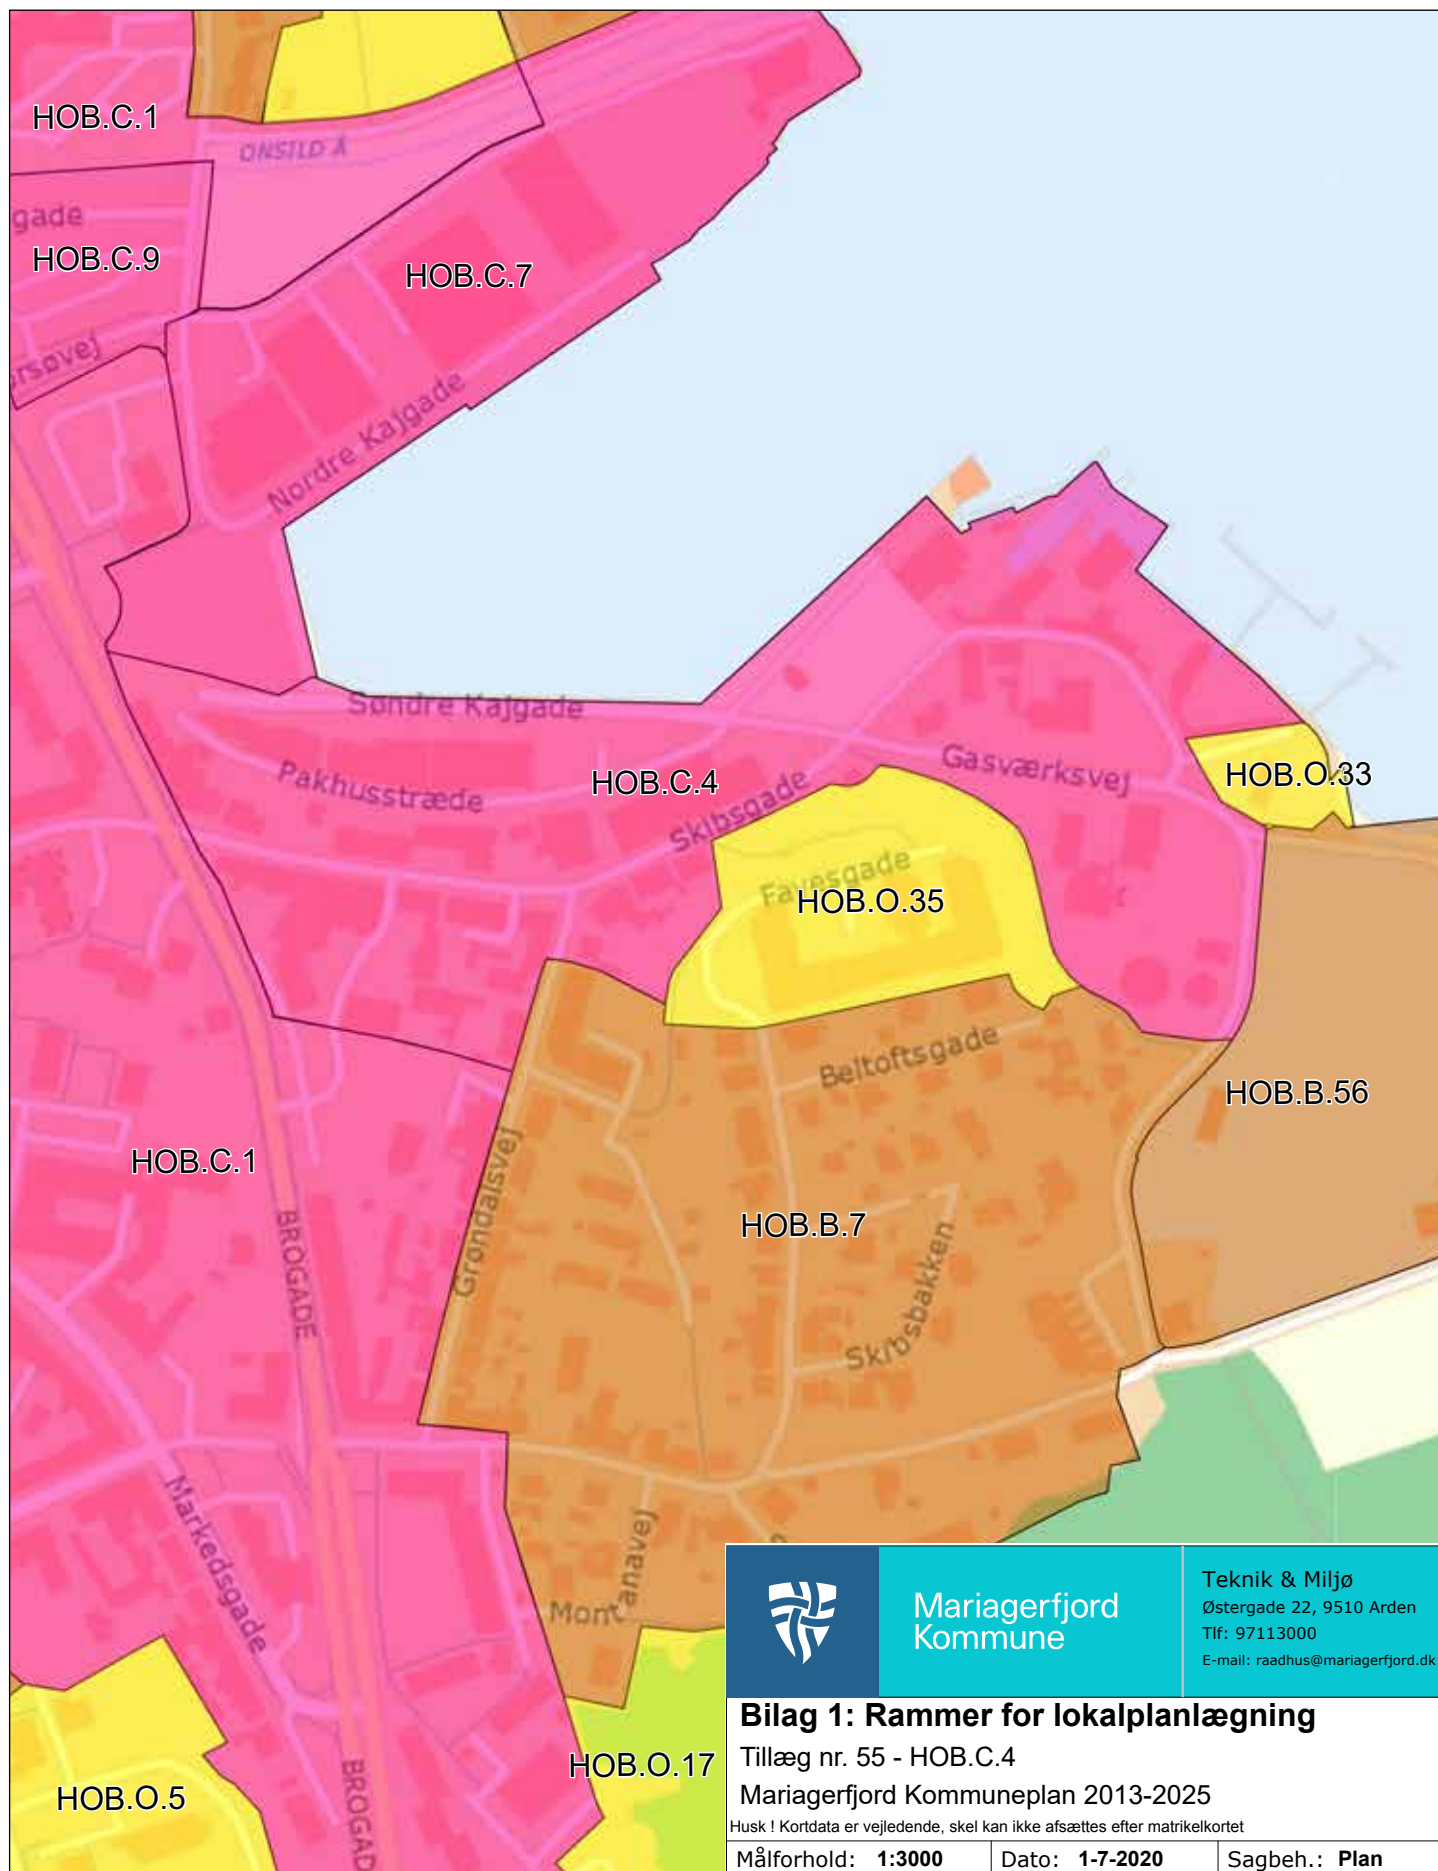 HOB.C.1
ONSILD Å
gade
HOB.C.9
HOB.C.7
orsøvej
Nordre Kajgade
Søndre Kajgade
Pakhusstræde
HOB.C.4
Skibsgade
Gasværksvej
HOB.O.33
Fayesgade
HOB.O.35
Beltoftsgade
HOB.B.56
HOB.C.1
Grøndalsvej
HOB.B.7
BROGADE
Skibsbakken
Markedsgade
Montanavej
HOB.O.5
BROGAD
HOB.O.17
Mariagerfjord
Kommune
Teknik & Miljø
Østergade 22, 9510 Arden
Tlf: 97113000
E-mail: raadhus@mariagerfjord.dk
Bilag 1: Rammer for lokalplanlægning
Tillæg nr. 55 - HOB.C.4
Mariagerfjord Kommuneplan 2013-2025
Husk ! Kortdata er vejledende, skel kan ikke afsættes efter matrikelkortet
Målforhold: 1:3000 Dato: 1-7-2020 Sagbeh.: Plan